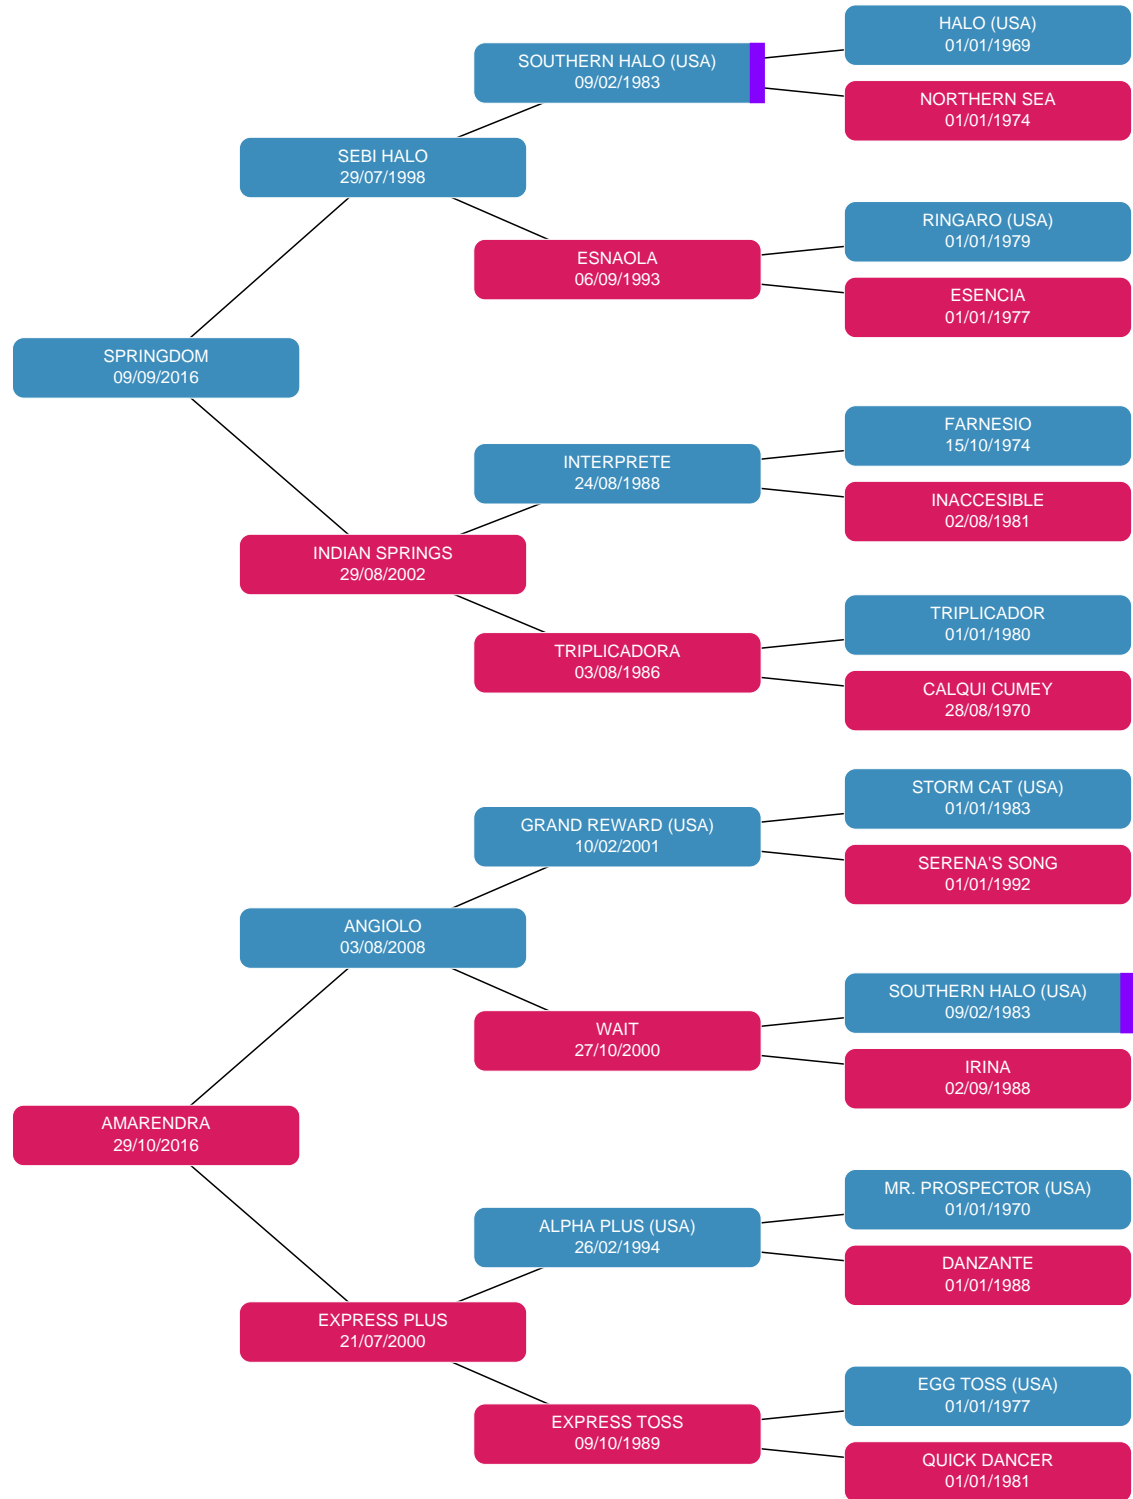 HALO (USA)
01/01/1969
SOUTHERN HALO (USA)
09/02/1983
NORTHERN SEA
01/01/1974
SEBI HALO
29/07/1998
RINGARO (USA)
01/01/1979
ESNAOLA
06/09/1993
ESENCIA
01/01/1977
SPRINGDOM
09/09/2016
FARNESIO
15/10/1974
INTERPRETE
24/08/1988
INACCESIBLE
02/08/1981
INDIAN SPRINGS
29/08/2002
TRIPLICADOR
01/01/1980
TRIPLICADORA
03/08/1986
CALQUI CUMEY
28/08/1970
STORM CAT (USA)
01/01/1983
GRAND REWARD (USA)
10/02/2001
SERENA'S SONG
01/01/1992
ANGIOLO
03/08/2008
SOUTHERN HALO (USA)
09/02/1983
WAIT
27/10/2000
IRINA
02/09/1988
AMARENDRA
29/10/2016
MR. PROSPECTOR (USA)
01/01/1970
ALPHA PLUS (USA)
26/02/1994
DANZANTE
01/01/1988
EXPRESS PLUS
21/07/2000
EGG TOSS (USA)
01/01/1977
EXPRESS TOSS
09/10/1989
QUICK DANCER
01/01/1981